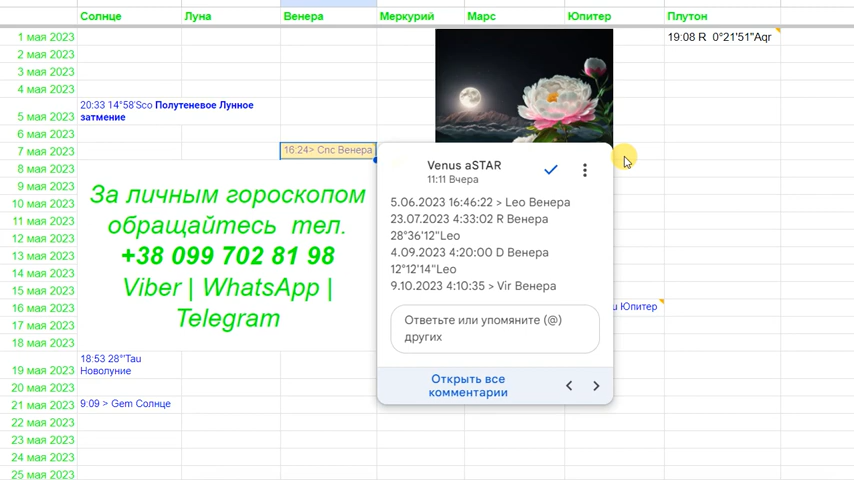 Солнце Луна Венера Меркурий Марс Юпитер Плутон
1 мая 2023 19:08 R 0°21'51"Aqr
2 мая 2023
3 мая 2023
4 мая 2023
20:33 14°58'Sco Полутеневое Лунное
5 мая 2023 затмение
6 мая 2023
7 мая 2023 16:24> Cnc Венера
8 мая 2023
9 мая 2023
10 мая 2023
11 мая 2023
12 мая 2023
13 мая 2023
14 мая 2023
15 мая 2023
16 мая 2023 u Юпитер
17 мая 2023
18 мая 2023
18:53 28°'Tau
19 мая 2023 Новолуние
20 мая 2023
21 мая 2023 9:09 > Gem Солнце
22 мая 2023
23 мая 2023
24 мая 2023
25 мая 2023
За личным гороскопом
обращайтесь тел.
+38 099 702 81 98
Viber | WhatsApp |
Telegram
Venus aSTAR
11:11 Вчера
5.06.2023 16:46:22 > Leo Венера
23.07.2023 4:33:02 R Венера
28°36'12"Leo
4.09.2023 4:20:00 D Венера
12°12'14"Leo
9.10.2023 4:10:35 > Vir Венера
Ответьте или упомяните (@)
других
Открыть все
комментарии